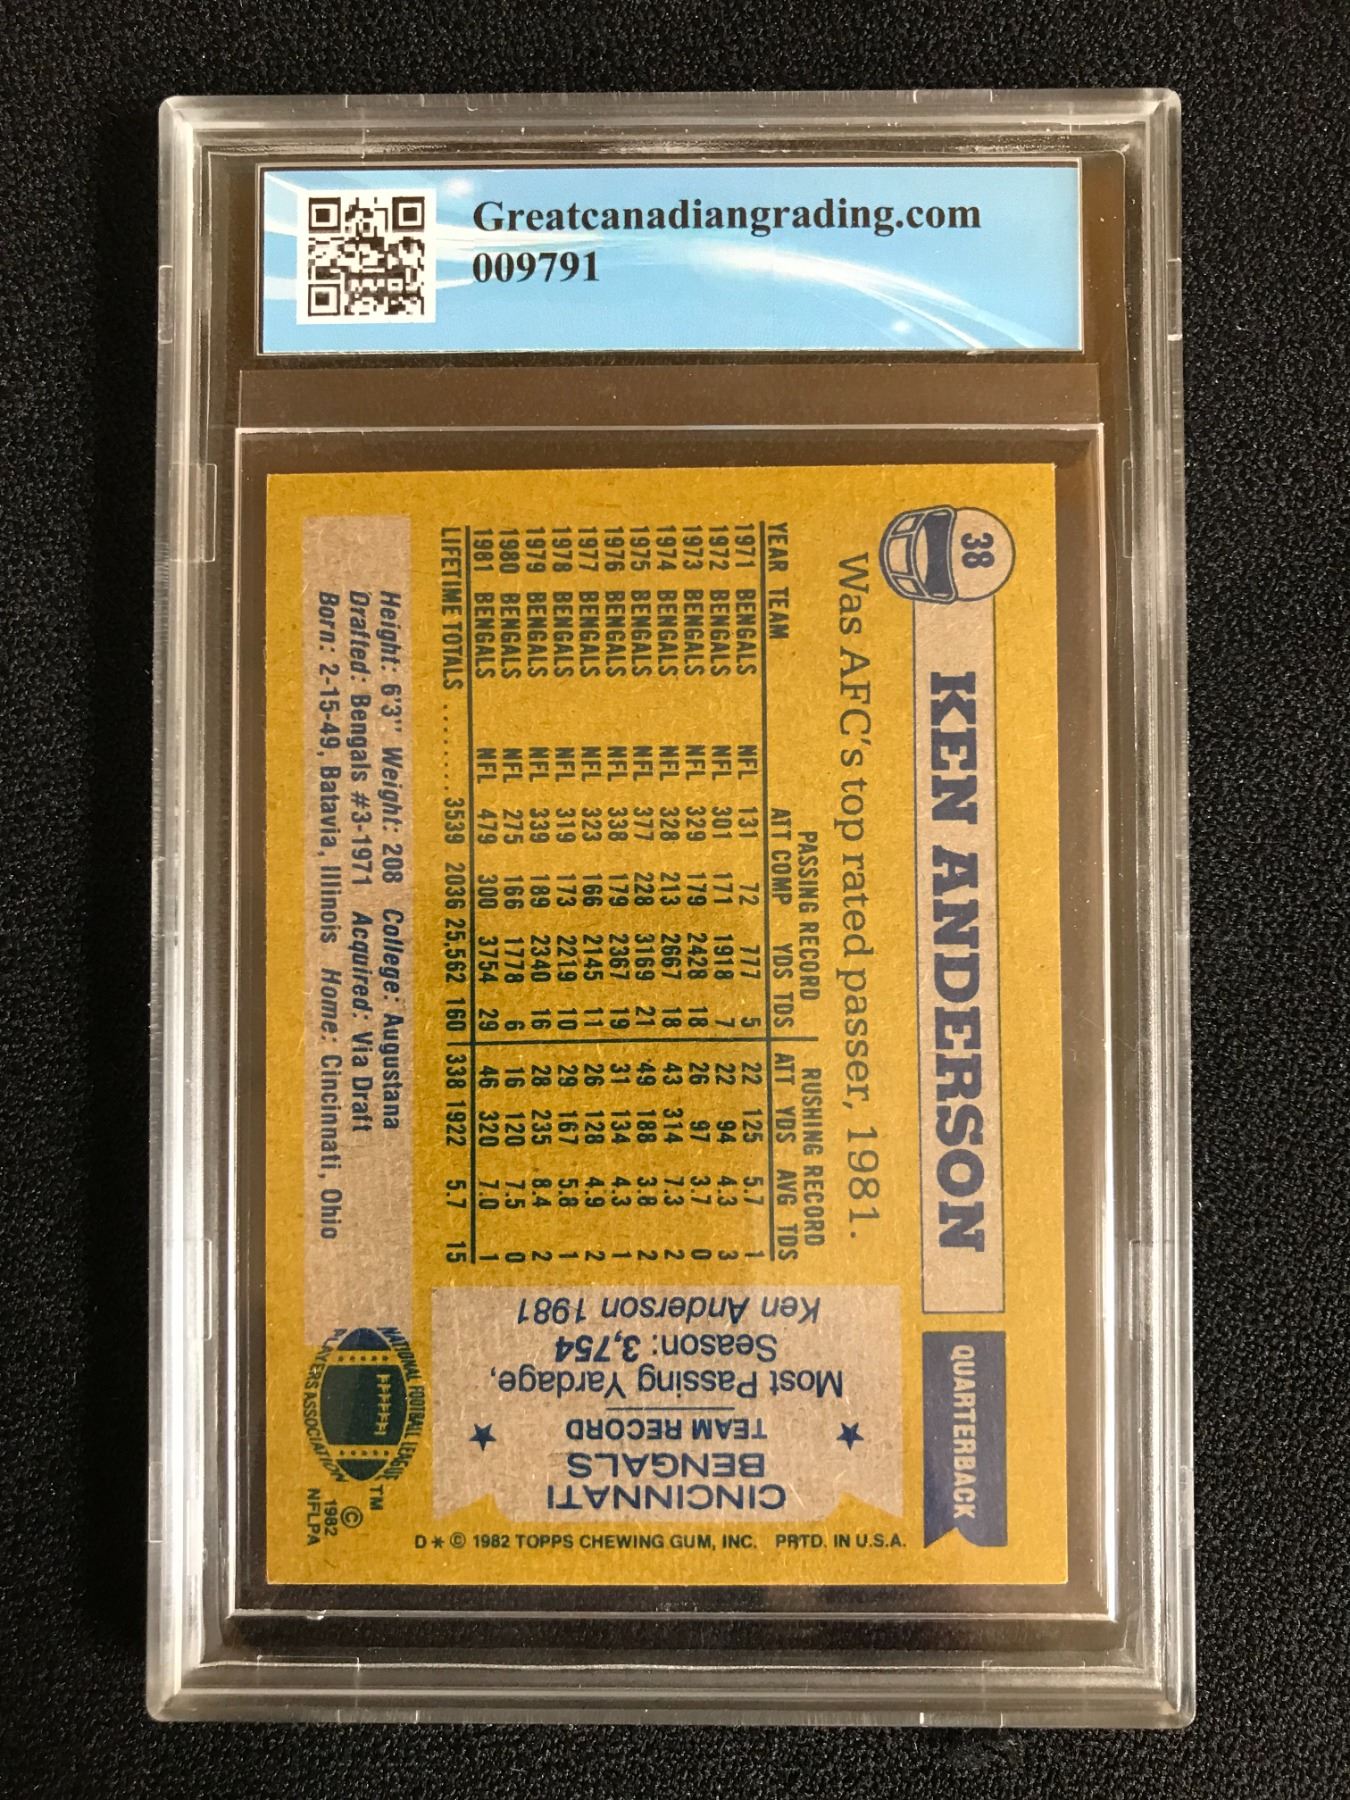 Greatcanadiangrading.com
009791
38 KEN ANDERSON QUARTERBACK
Was AFC's top rated passer, 1981.
PASSING RECORD RUSHING RECORD
YEAR TEAM ATT COMP YDS TDS ATT YDS AVG TDS
1971 BENGALS NFL 131 72 777 5 22 125 5.7 1
1972 BENGALS NFL 301 171 1918 7 22 94 4.3 3
1973 BENGALS NFL 329 179 2428 18 26 97 3.7 0
1974 BENGALS NFL 328 213 2667 18 43 314 7.3 2
1975 BENGALS NFL 377 228 3169 21 49 188 3.8 2
1976 BENGALS NFL 338 179 2367 19 31 134 4.3 1
1977 BENGALS NFL 323 166 2145 11 26 128 4.9 2
1978 BENGALS NFL 319 173 2219 10 29 167 5.8 1
1979 BENGALS NFL 339 189 2340 16 28 235 8.4 2
1980 BENGALS NFL 275 166 1778 6 16 120 7.5 0
1981 BENGALS NFL 479 300 3754 29 46 320 7.0 1
LIFETIME TOTALS ........ 3539 2036 25,562 160 338 1922 5.7 15
Height: 6'3" Weight: 208 College: Augustana
Drafted: Bengals #3-1971 Acquired: Via Draft
Born: 2-15-49, Batavia, Illinois Home: Cincinnati, Ohio
CINCINNATI
BENGALS
TEAM RECORD
Most Passing Yardage,
Season: 3,754
Ken Anderson 1981
NATIONAL FOOTBALL LEAGUE
PLAYERS ASSOCIATION
TM
©
1982
NFLPA
D * © 1982 TOPPS CHEWING GUM, INC. PRTD. IN U.S.A.